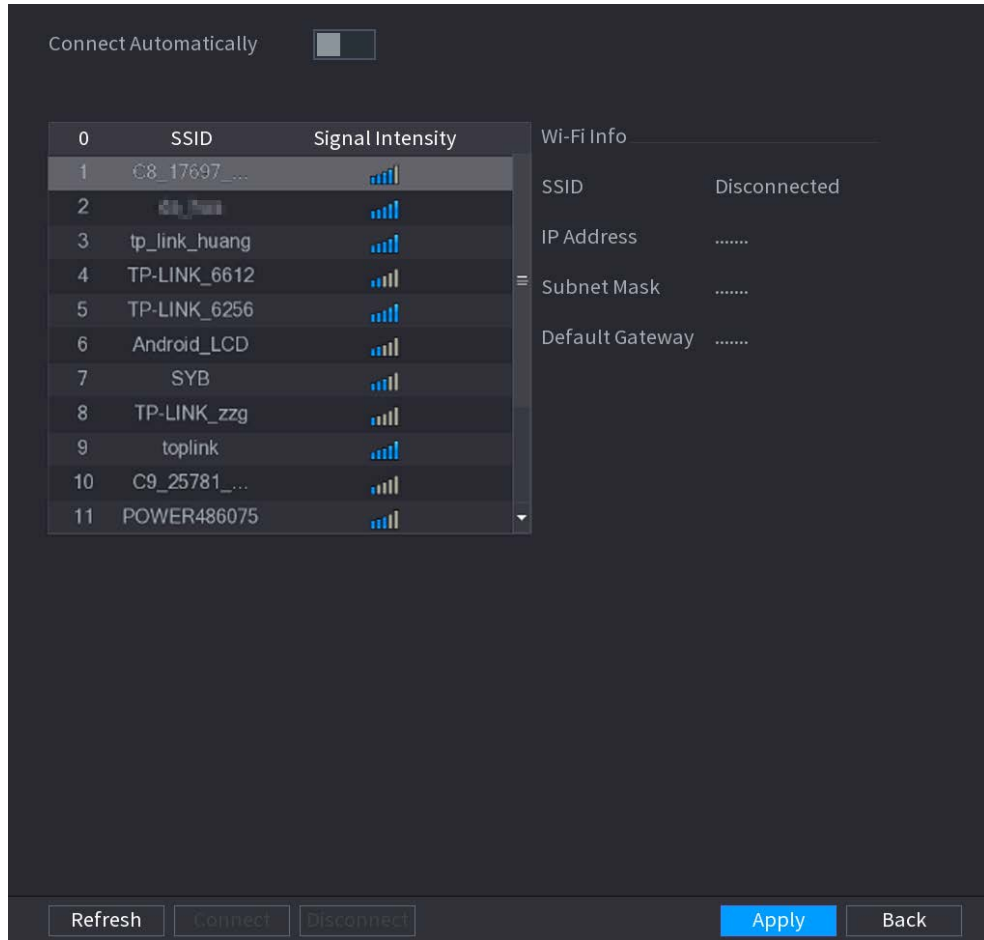 Connect Automatically
0 SSID Signal Intensity
1 C8_17697_...
2
3 tp_link_huang
4 TP-LINK_6612
5 TP-LINK_6256
6 Android_LCD
7 SYB
8 TP-LINK_zzg
9 toplink
10 C9_25781_...
11 POWER486075
Wi-Fi Info
SSID Disconnected
IP Address .......
Subnet Mask .......
Default Gateway .......
Refresh Connect Disconnect Apply Back